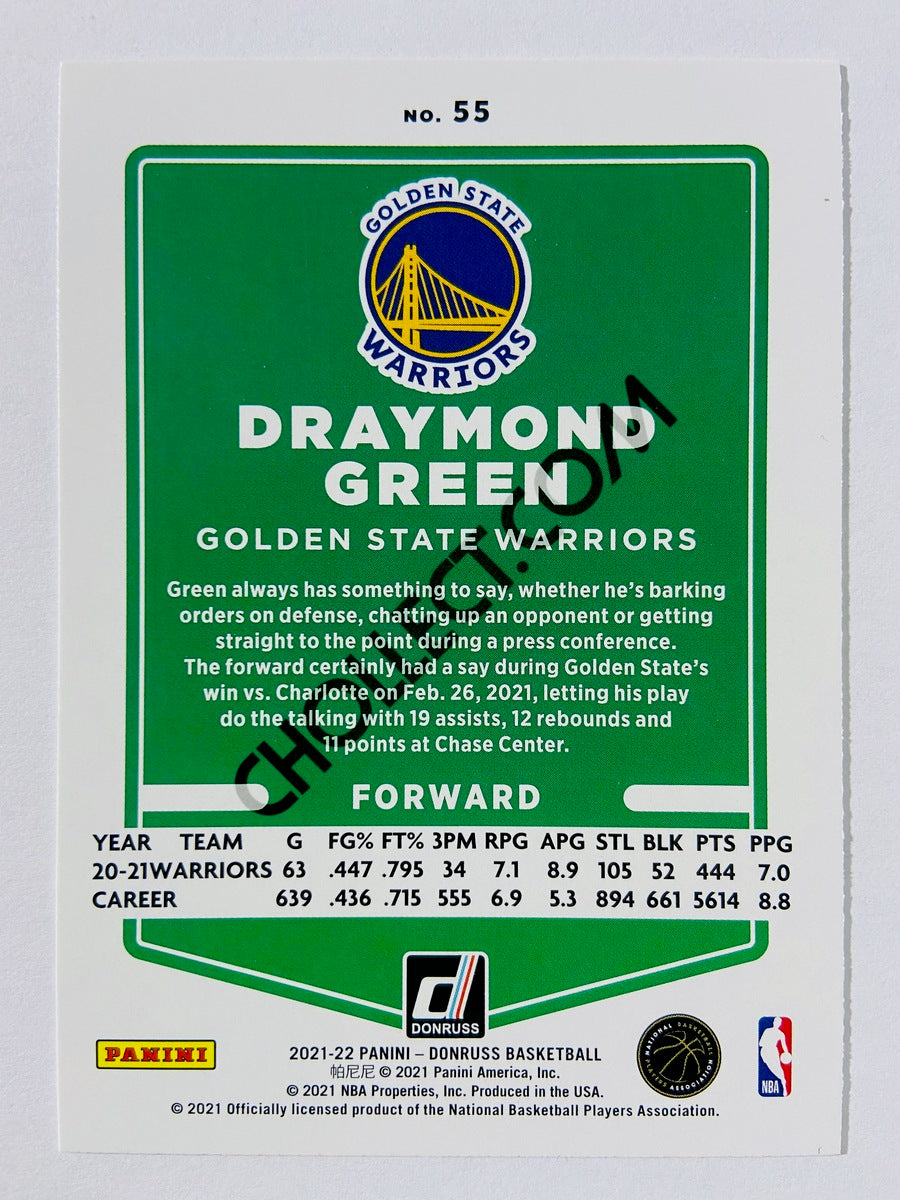 NO. 55
GOLDEN STATE
WARRIORS
DRAYMOND
GREEN
GOLDEN STATE WARRIORS
Green always has something to say, whether he's barking
orders on defense, chatting up an opponent or getting
straight to the point during a press conference.
The forward certainly had a say during Golden State's
win vs. Charlotte on Feb. 26, 2021, letting his play
do the talking with 19 assists, 12 rebounds and
11 points at Chase Center.
CHOLLECT.COM
FORWARD
YEAR TEAM G FG% FT% 3PM RPG APG STL BLK PTS PPG
20-21 WARRIORS 63 .447 .795 34 7.1 8.9 105 52 444 7.0
CAREER 639 .436 .715 555 6.9 5.3 894 661 5614 8.8
d
DONRUSS
PANINI
2021-22 PANINI – DONRUSS BASKETBALL
帕尼尼 © 2021 Panini America, Inc.
© 2021 NBA Properties, Inc. Produced in the USA.
© 2021 Officially licensed product of the National Basketball Players Association.
NATIONAL BASKETBALL
PLAYERS ASSOCIATION
NBA